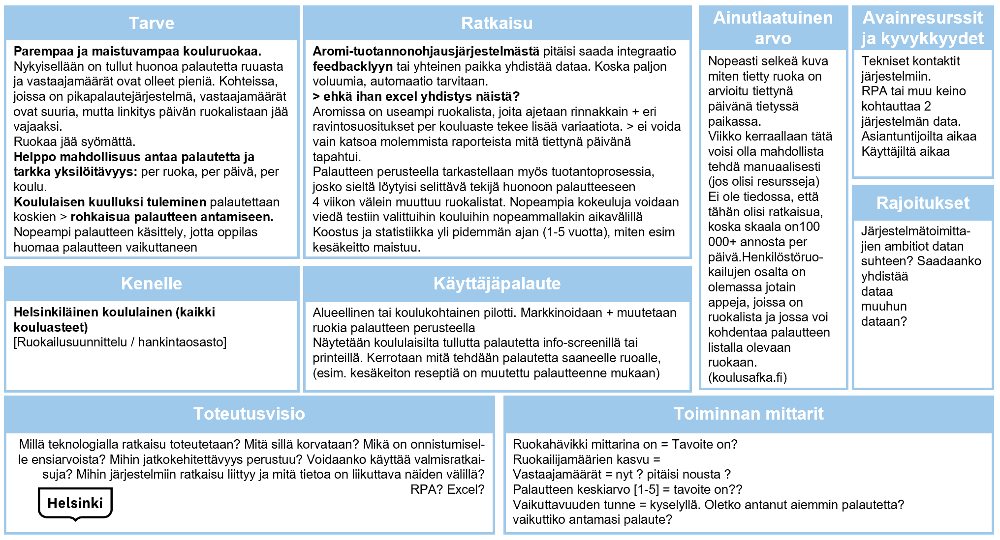 Tarve
Parempaa ja maistuvampaa kouluruokaa.
Nykyisellään on tullut huonoa palautetta ruuasta
ja vastaajamäärät ovat olleet pieniä. Kohteissa,
joissa on pikapalautejärjestelmä, vastaajamäärät
ovat suuria, mutta linkitys päivän ruokalistaan jää
vajaaksi.
Ruokaa jää syömättä.
Helppo mahdollisuus antaa palautetta ja
tarkka yksilöitävyys: per ruoka, per päivä, per
koulu.
Koululaisen kuulluksi tuleminen palautettaan
koskien > rohkaisua palautteen antamiseen.
Nopeampi palautteen käsittely, jotta oppilas
huomaa palautteen vaikuttaneen
Ratkaisu
Aromi-tuotannonohjausjärjestelmästä pitäisi saada integraatio
feedbacklyyn tai yhteinen paikka yhdistää dataa. Koska paljon
voluumia, automaatio tarvitaan.
> ehkä ihan excel yhdistys näistä?
Aromissa on useampi ruokalista, joita ajetaan rinnakkain + eri
ravintosuositukset per kouluaste tekee lisää variaatiota. > ei voida
vain katsoa molemmista raporteista mitä tiettynä päivänä
tapahtui.
Palautteen perusteella tarkastellaan myös tuotantoprosessia,
josko sieltä löytyisi selittävä tekijä huonoon palautteeseen
4 viikon välein muuttuu ruokalistat. Nopeampia kokeuluja voidaan
viedä testiin valittuihin kouluihin nopeammallakin aikavälillä
Koostus ja statistiikka yli pidemmän ajan (1-5 vuotta), miten esim
kesäkeitto maistuu.
Ainutlaatuinen
arvo
Nopeasti selkeä kuva
miten tietty ruoka on
arvioitu tiettynä
päivänä tietyssä
paikassa.
Viikko kerraallaan tätä
voisi olla mahdollista
tehdä manuaalisesti
(jos olisi resursseja)
Ei ole tiedossa, että
tähän olisi ratkaisua,
koska skaala on100
000+ annosta per
päivä.Henkilöstöruo-
kailujen osalta on
olemassa jotain
appeja, joissa on
ruokalista ja jossa voi
kohdentaa palautteen
listalla olevaan
ruokaan.
(koulusafka.fi)
Avainresurssit
ja kyvykkyydet
Tekniset kontaktit
järjestelmiin.
RPA tai muu keino
kohtauttaa 2
järjestelmän data.
Asiantuntijoilta aikaa
Käyttäjiltä aikaa
Rajoitukset
Järjestelmätoimitta-
jien ambitiot datan
suhteen? Saadaanko
yhdistää
dataa
muuhun
dataan?
Kenelle
Helsinkiläinen koululainen (kaikki
kouluasteet)
[Ruokailusuunnittelu / hankintaosasto]
Käyttäjäpalaute
Alueellinen tai koulukohtainen pilotti. Markkinoidaan + muutetaan
ruokia palautteen perusteella
Näytetään koululaisilta tullutta palautetta info-screenillä tai
printeillä. Kerrotaan mitä tehdään palautetta saaneelle ruoalle,
(esim. kesäkeiton reseptiä on muutettu palautteenne mukaan)
Toteutusvisio
Millä teknologialla ratkaisu toteutetaan? Mitä sillä korvataan? Mikä on onnistumisel-
le ensiarvoista? Mihin jatkokehitettävyys perustuu? Voidaanko käyttää valmisratkai-
suja? Mihin järjestelmiin ratkaisu liittyy ja mitä tietoa on liikuttava näiden välillä?
RPA? Excel?
Helsinki
Toiminnan mittarit
Ruokahävikki mittarina on = Tavoite on?
Ruokailijamäärien kasvu =
Vastaajamäärät = nyt ? pitäisi nousta ?
Palautteen keskiarvo [1-5] = tavoite on??
Vaikuttavuuden tunne = kyselyllä. Oletko antanut aiemmin palautetta?
vaikuttiko antamasi palaute?